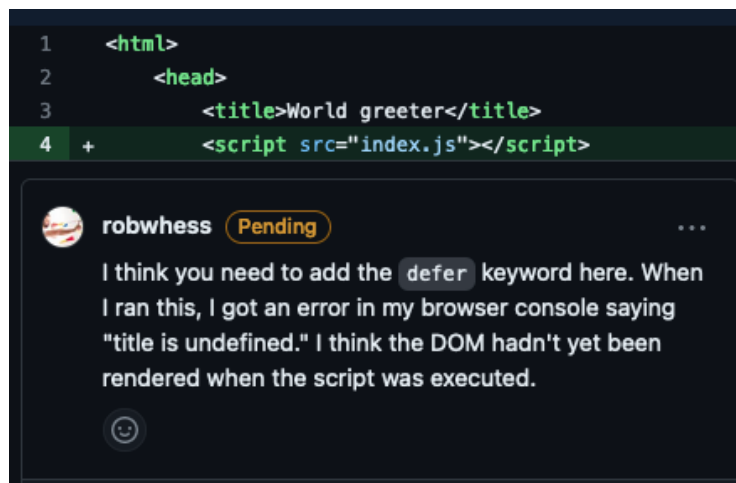 1 <html>
2 <head>
3 <title>World greeter</title>
4 + <script src="index.js"></script>
robwhess Pending
I think you need to add the defer keyword here. When
I ran this, I got an error in my browser console saying
"title is undefined." I think the DOM hadn't yet been
rendered when the script was executed.